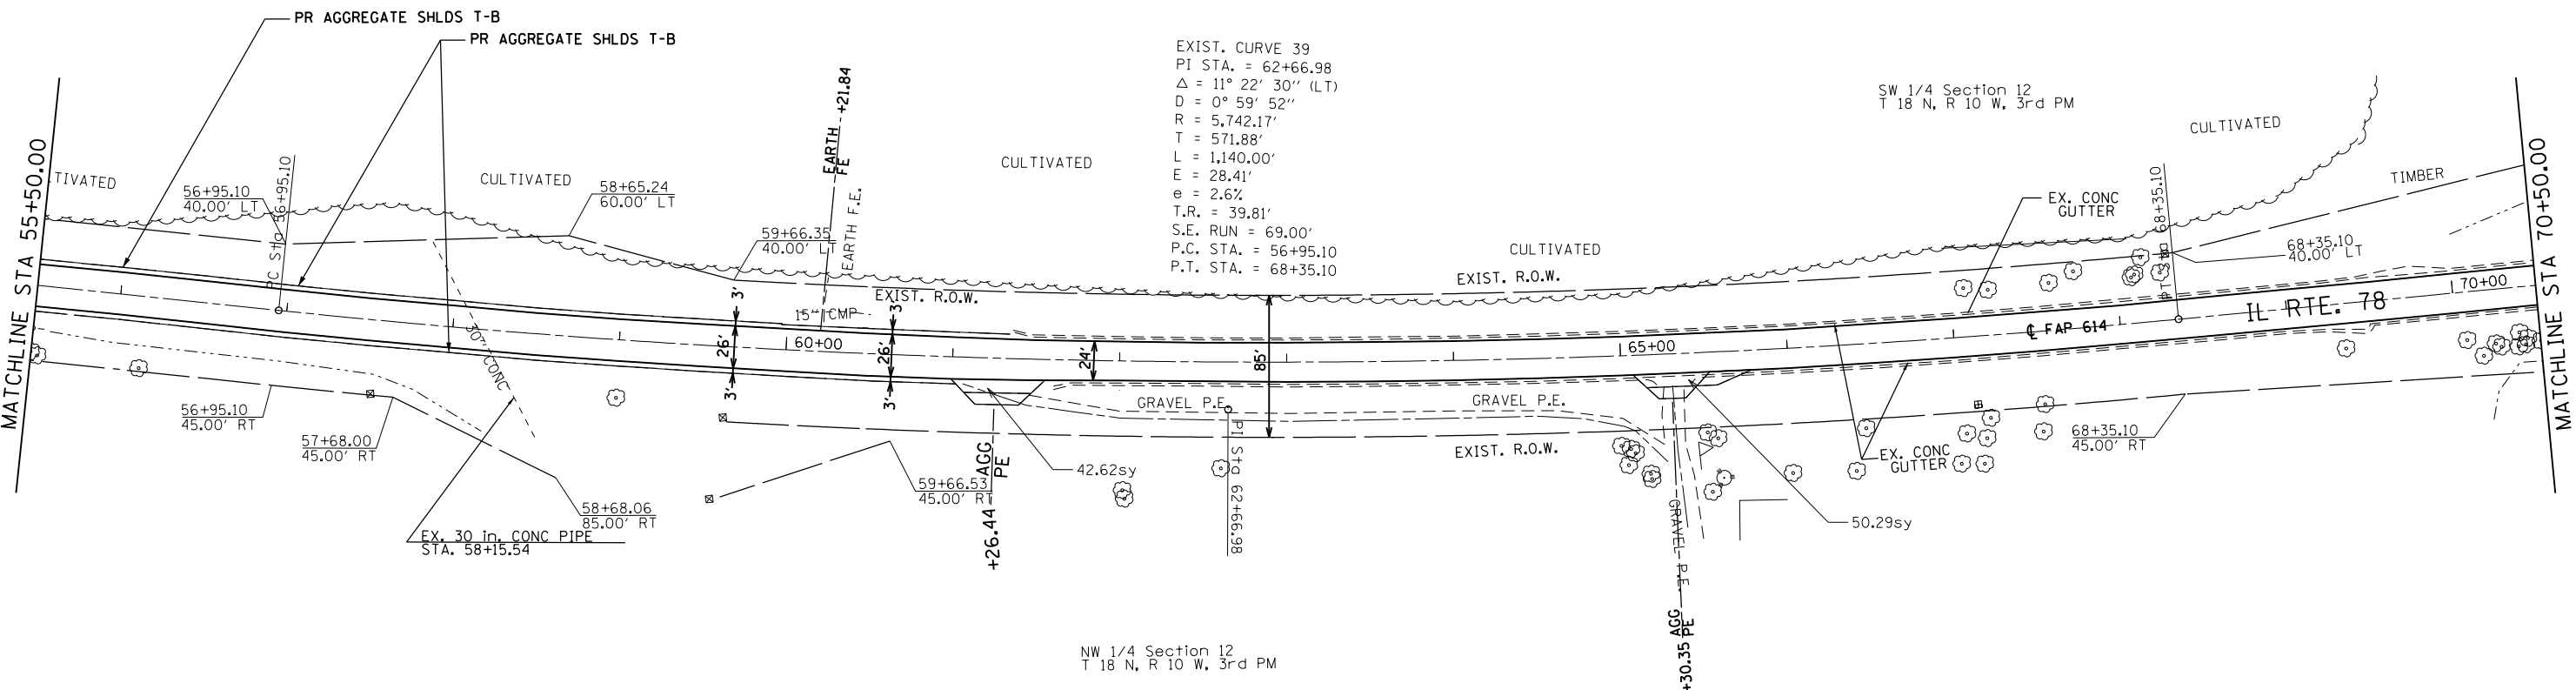 PR AGGREGATE SHLDS T-B
PR AGGREGATE SHLDS T-B
EXIST. CURVE 39
PI STA. = 62+66.98
△ = 11° 22' 30'' (LT)
D = 0° 59' 52''
R = 5,742.17'
T = 571.88'
L = 1,140.00'
E = 28.41'
e = 2.6%
T.R. = 39.81'
S.E. RUN = 69.00'
P.C. STA. = 56+95.10
P.T. STA. = 68+35.10
SW 1/4 Section 12
T 18 N, R 10 W, 3rd PM
MATCHLINE STA 55+50.00
TIVATED
56+95.10
40.00' LT
PC Sta 56+95.10
CULTIVATED
58+65.24
60.00' LT
+21.84
EARTH
FE
EARTH F.E.
59+66.35
40.00' LT
CULTIVATED
CULTIVATED
CULTIVATED
TIMBER
EX. CONC
GUTTER
PT Sta 68+35.10
68+35.10
40.00' LT
MATCHLINE STA 70+50.00
EXIST. R.O.W.
EXIST. R.O.W.
15" CMP
3'
26'
3'
3'
26'
3'
24'
85'
60+00
65+00
70+00
℄ FAP 614
IL RTE. 78
30" CONC
GRAVEL P.E.
GRAVEL P.E.
EXIST. R.O.W.
56+95.10
45.00' RT
57+68.00
45.00' RT
58+68.06
85.00' RT
EX. 30 in. CONC PIPE
STA. 58+15.54
59+66.53
45.00' RT
+26.44 AGG
PE
42.62sy
PI Sta 62+66.98
GRAVEL P.E.
+30.35 AGG
PE
50.29sy
EX. CONC
GUTTER
68+35.10
45.00' RT
NW 1/4 Section 12
T 18 N, R 10 W, 3rd PM